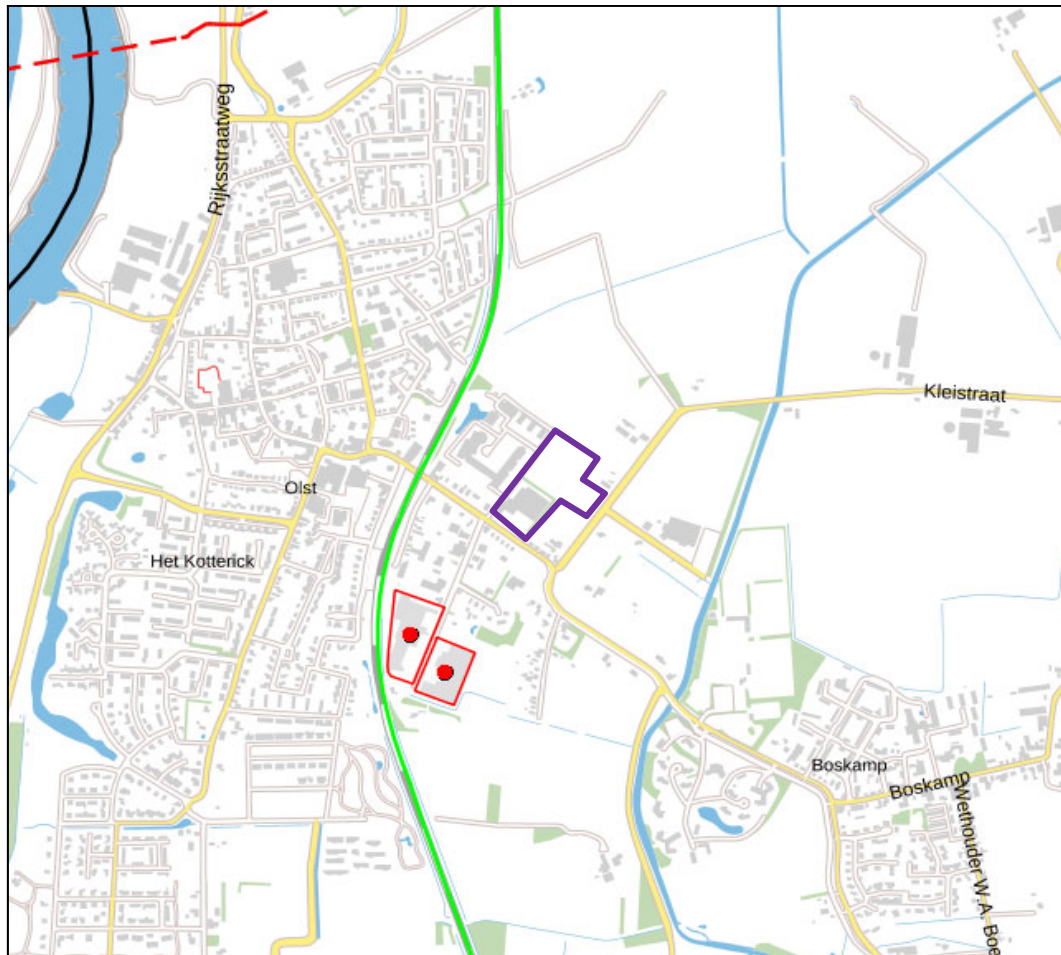 Rijksstraatweg
Kleistraat
Olst
Het Kotterick
Boskamp
Boskamp
Wethouder W.A. Boe